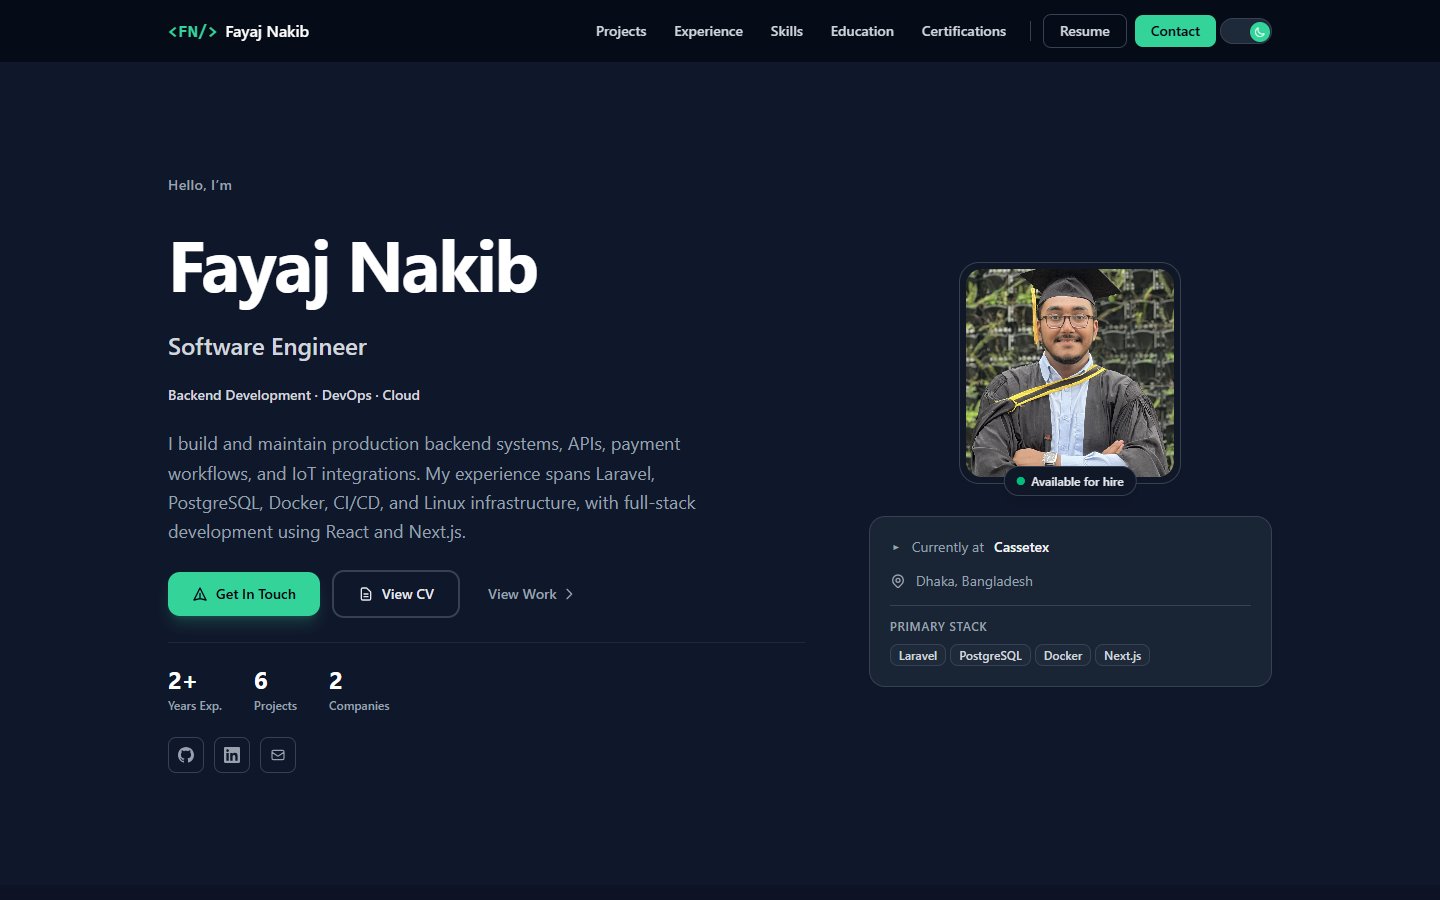 <FN/> Fayaj Nakib
Projects Experience Skills Education Certifications Resume Contact
Hello, I'm
Fayaj Nakib
Software Engineer
Backend Development · DevOps · Cloud
I build and maintain production backend systems, APIs, payment
workflows, and IoT integrations. My experience spans Laravel,
PostgreSQL, Docker, CI/CD, and Linux infrastructure, with full-stack
development using React and Next.js.
Get In Touch View CV View Work
2+ 6 2
Years Exp. Projects Companies
Available for hire
Currently at Cassetex
Dhaka, Bangladesh
PRIMARY STACK
Laravel PostgreSQL Docker Next.js